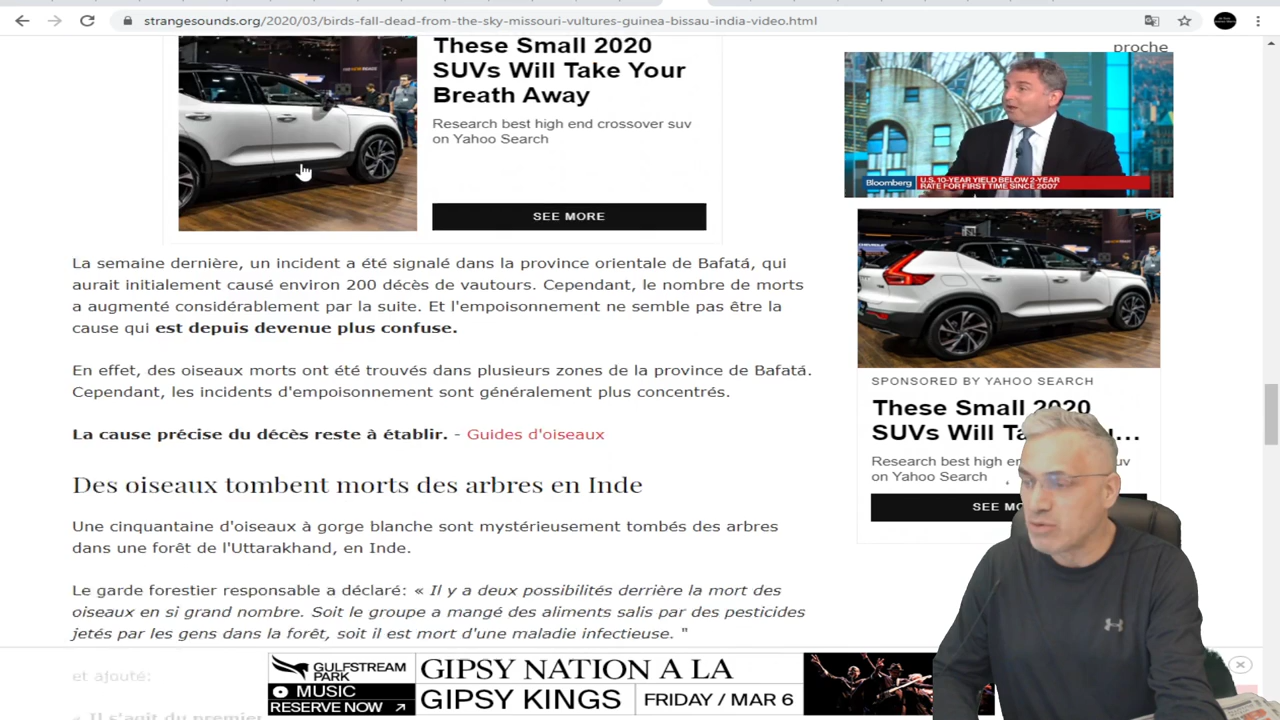 strangesounds.org/2020/03/birds-fall-dead-from-the-sky-missouri-vultures-guinea-bissau-india-video.html
proche
These Small 2020
SUVs Will Take Your
Breath Away
Research best high end crossover suv
on Yahoo Search
SEE MORE
Bloomberg
U.S. 10-YEAR YIELD BELOW 2-YEAR
RATE FOR FIRST TIME SINCE 2007
La semaine dernière, un incident a été signalé dans la province orientale de Bafatá, qui
aurait initialement causé environ 200 décès de vautours. Cependant, le nombre de morts
a augmenté considérablement par la suite. Et l'empoisonnement ne semble pas être la
cause qui est depuis devenue plus confuse.
En effet, des oiseaux morts ont été trouvés dans plusieurs zones de la province de Bafatá.
Cependant, les incidents d'empoisonnement sont généralement plus concentrés.
La cause précise du décès reste à établir. - Guides d'oiseaux
SPONSORED BY YAHOO SEARCH
These Small 2020
SUVs Will
Research best high
on Yahoo Search
SEE
Des oiseaux tombent morts des arbres en Inde
Une cinquantaine d'oiseaux à gorge blanche sont mystérieusement tombés des arbres
dans une forêt de l'Uttarakhand, en Inde.
Le garde forestier responsable a déclaré: « Il y a deux possibilités derrière la mort des
oiseaux en si grand nombre. Soit le groupe a mangé des aliments salis par des pesticides
jetés par les gens dans la forêt, soit il est mort d'une maladie infectieuse. "
et ajouté:
« Il s'agit du premier
GULFSTREAM
PARK
MUSIC
RESERVE NOW
GIPSY NATION A LA
GIPSY KINGS
FRIDAY / MAR 6